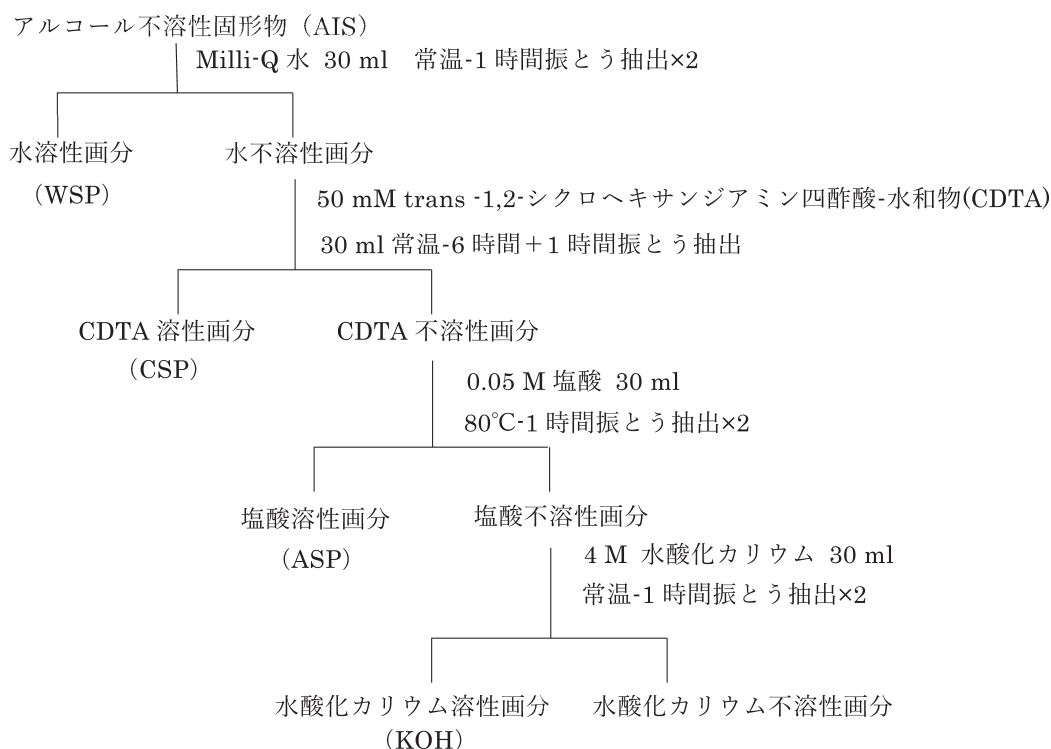 アルコール不溶性固形物（AIS）
Milli-Q 水 30 ml　常温-1 時間振とう抽出×2
水溶性画分　水不溶性画分
（WSP）
50 mM trans -1,2-シクロヘキサンジアミン四酢酸-水和物(CDTA)
30 ml 常温-6 時間＋1 時間振とう抽出
CDTA 溶性画分　CDTA 不溶性画分
（CSP）
0.05 M 塩酸 30 ml
80℃-1 時間振とう抽出×2
塩酸溶性画分　塩酸不溶性画分
（ASP）
4 M 水酸化カリウム 30 ml
常温-1 時間振とう抽出×2
水酸化カリウム溶性画分　水酸化カリウム不溶性画分
（KOH）